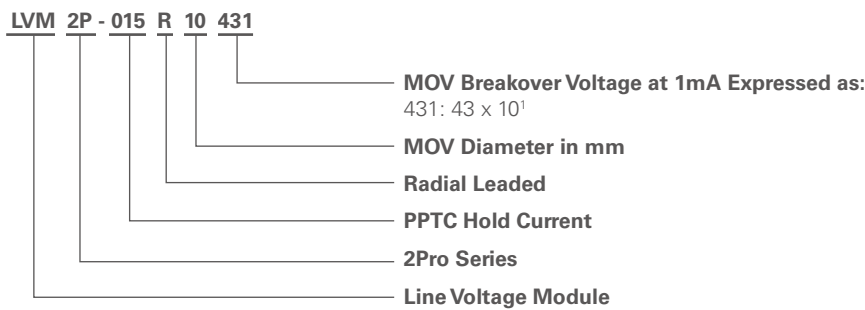 LVM 2P - 015 R 10 431
MOV Breakover Voltage at 1mA Expressed as:
431: 43 x 10¹
MOV Diameter in mm
Radial Leaded
PPTC Hold Current
2Pro Series
Line Voltage Module